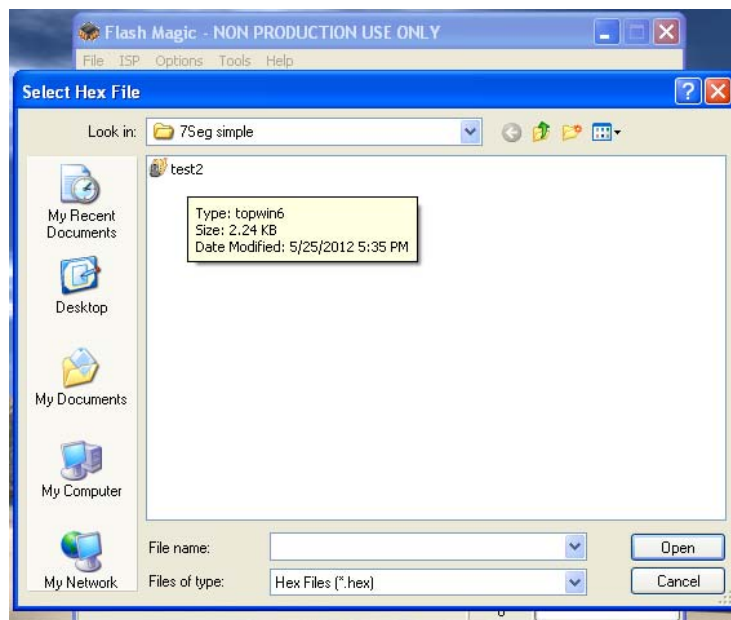 Flash Magic - NON PRODUCTION USE ONLY
File ISP Options Tools Help
Select Hex File
Look in: 7Seg simple
test2
Type: topwin6
Size: 2.24 KB
Date Modified: 5/25/2012 5:35 PM
My Recent
Documents
Desktop
My Documents
My Computer
My Network
File name:
Open
Files of type: Hex Files (*.hex)
Cancel